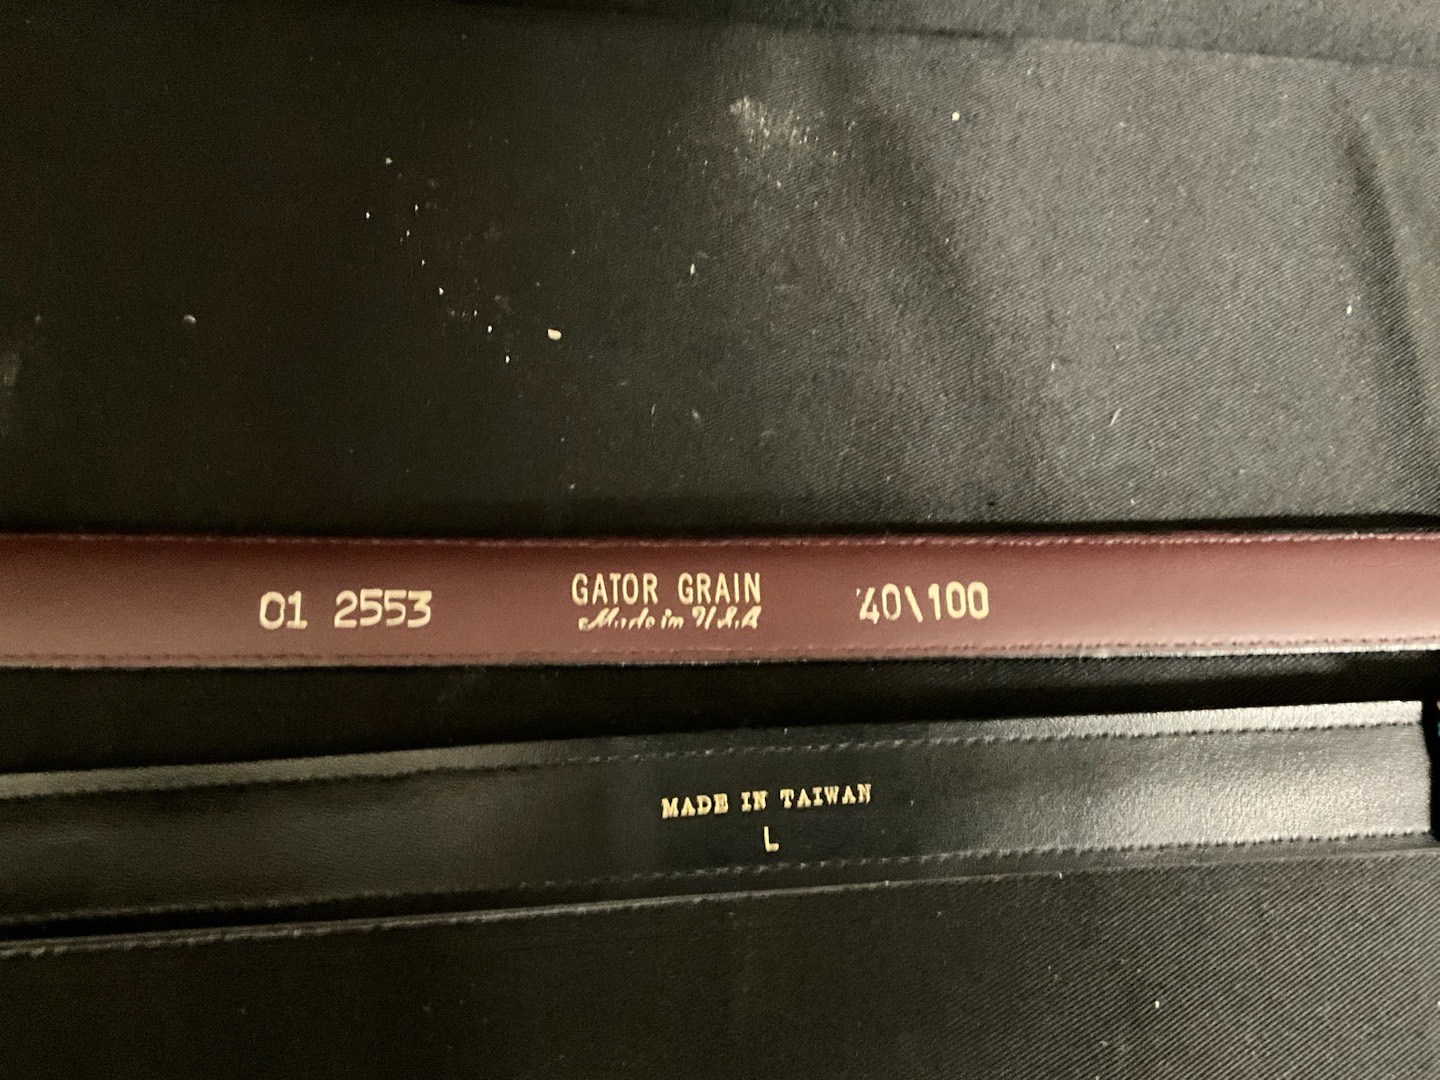 01 2553 GATOR GRAIN 40\100
Made in U.S.A
MADE IN TAIWAN
L